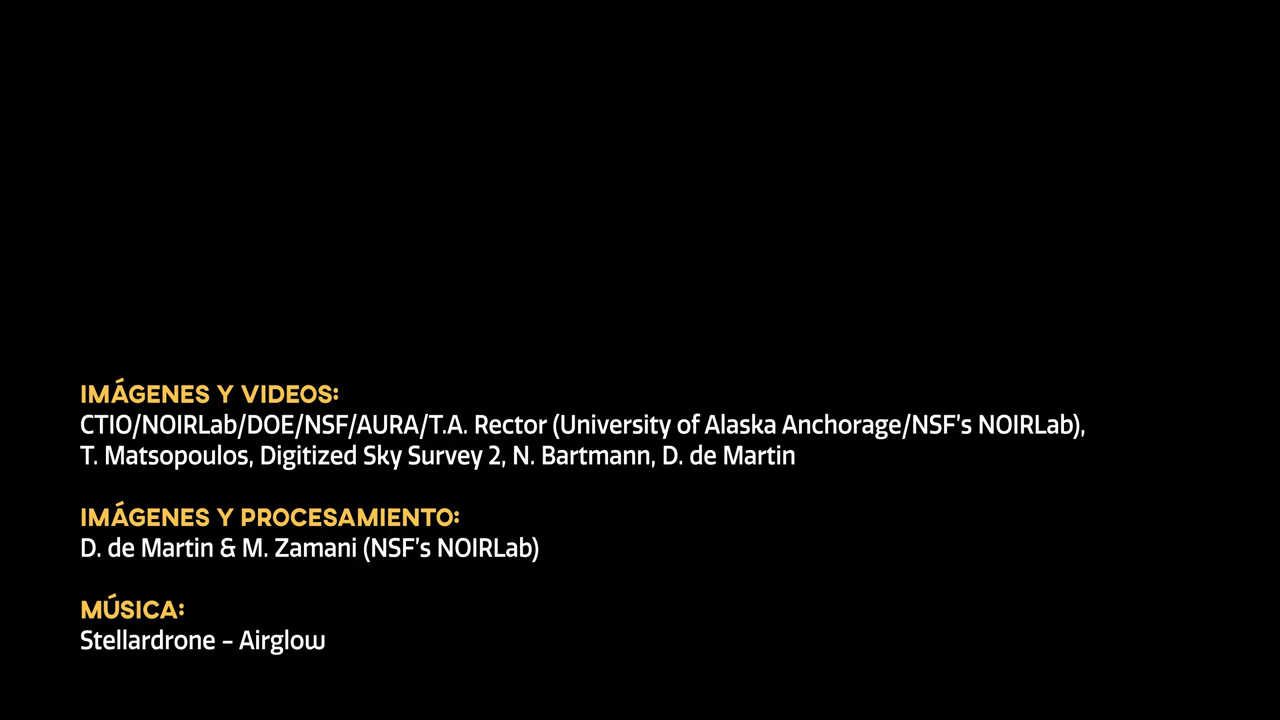 IMÁGENES Y VIDEOS:
CTIO/NOIRLab/DOE/NSF/AURA/T.A. Rector (University of Alaska Anchorage/NSF's NOIRLab),
T. Matsopoulos, Digitized Sky Survey 2, N. Bartmann, D. de Martin
IMÁGENES Y PROCESAMIENTO:
D. de Martin & M. Zamani (NSF's NOIRLab)
MÚSICA:
Stellardrone – Airglow